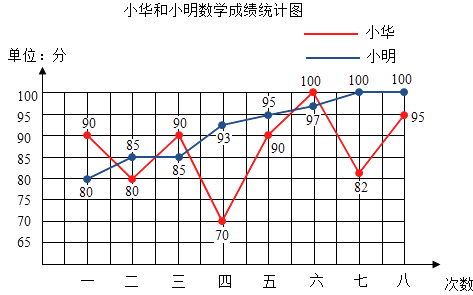 小华和小明数学成绩统计图
小华
小明
单位：分
100
95
90
85
80
70
65
90 80 90 70 90 100 82 95
80 85 85 93 95 97 100 100
一 二 三 四 五 六 七 八 次数